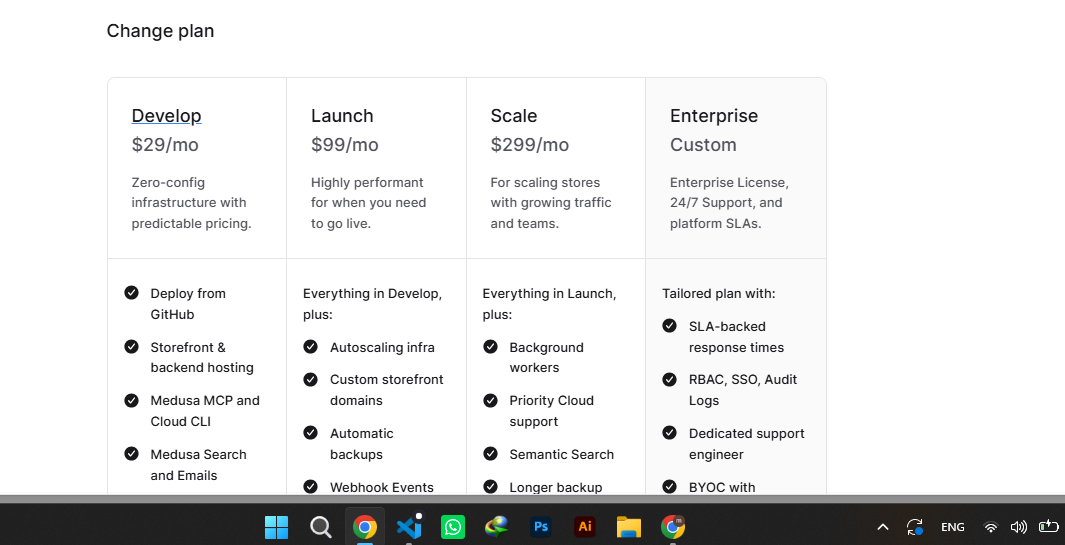 Change plan
Develop
$29/mo
Zero-config
infrastructure with
predictable pricing.
Launch
$99/mo
Highly performant
for when you need
to go live.
Scale
$299/mo
For scaling stores
with growing traffic
and teams.
Enterprise
Custom
Enterprise License,
24/7 Support, and
platform SLAs.
Deploy from
GitHub
Storefront &
backend hosting
Medusa MCP and
Cloud CLI
Medusa Search
and Emails
Everything in Develop,
plus:
Autoscaling infra
Custom storefront
domains
Automatic
backups
Webhook Events
Everything in Launch,
plus:
Background
workers
Priority Cloud
support
Semantic Search
Longer backup
Tailored plan with:
SLA-backed
response times
RBAC, SSO, Audit
Logs
Dedicated support
engineer
BYOC with
Ps
Ai
m
ENG